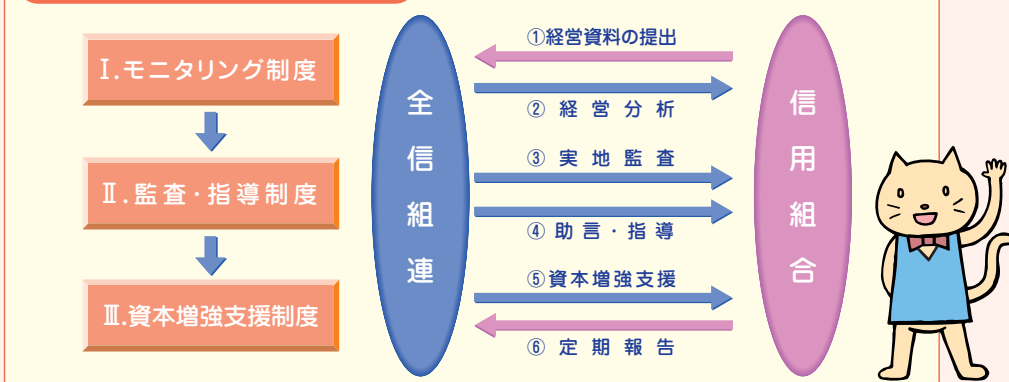 Ⅰ.モニタリング制度
Ⅱ.監査・指導制度
Ⅲ.資本増強支援制度
全信組連
①経営資料の提出
②経営分析
③実地監査
④助言・指導
⑤資本増強支援
⑥定期報告
信用組合